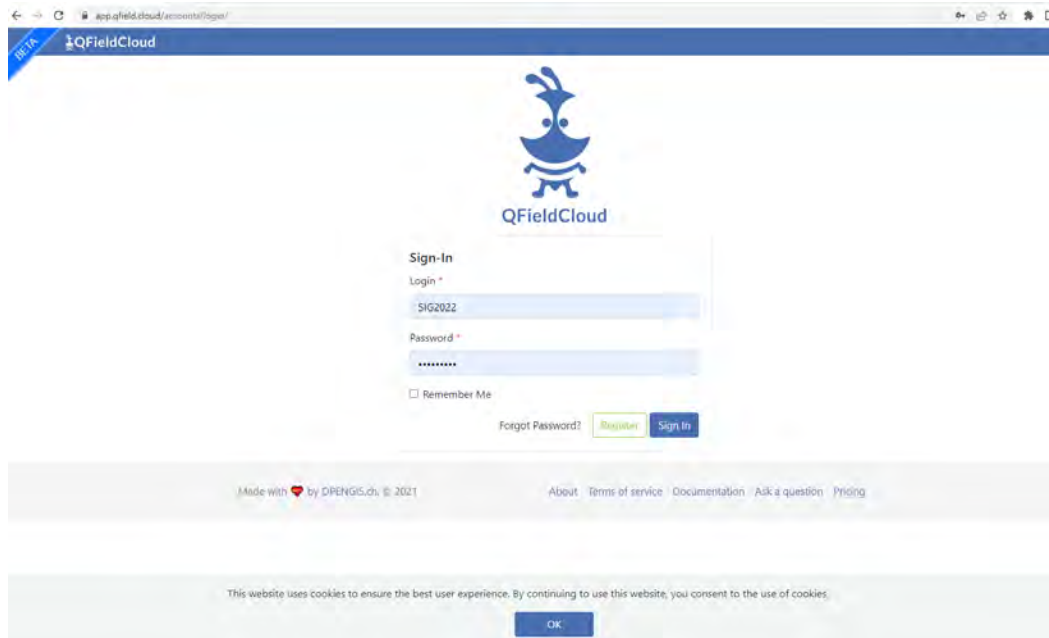 app.qfield.cloud/accounts/login/
BETA
QFieldCloud
QFieldCloud
Sign-In
Login *
SIG2022
Password *
•••••••••
Remember Me
Forgot Password? Register Sign In
Made with ❤ by OPENGIS.ch, © 2021 About Terms of service Documentation Ask a question Pricing
This website uses cookies to ensure the best user experience. By continuing to use this website, you consent to the use of cookies.
OK